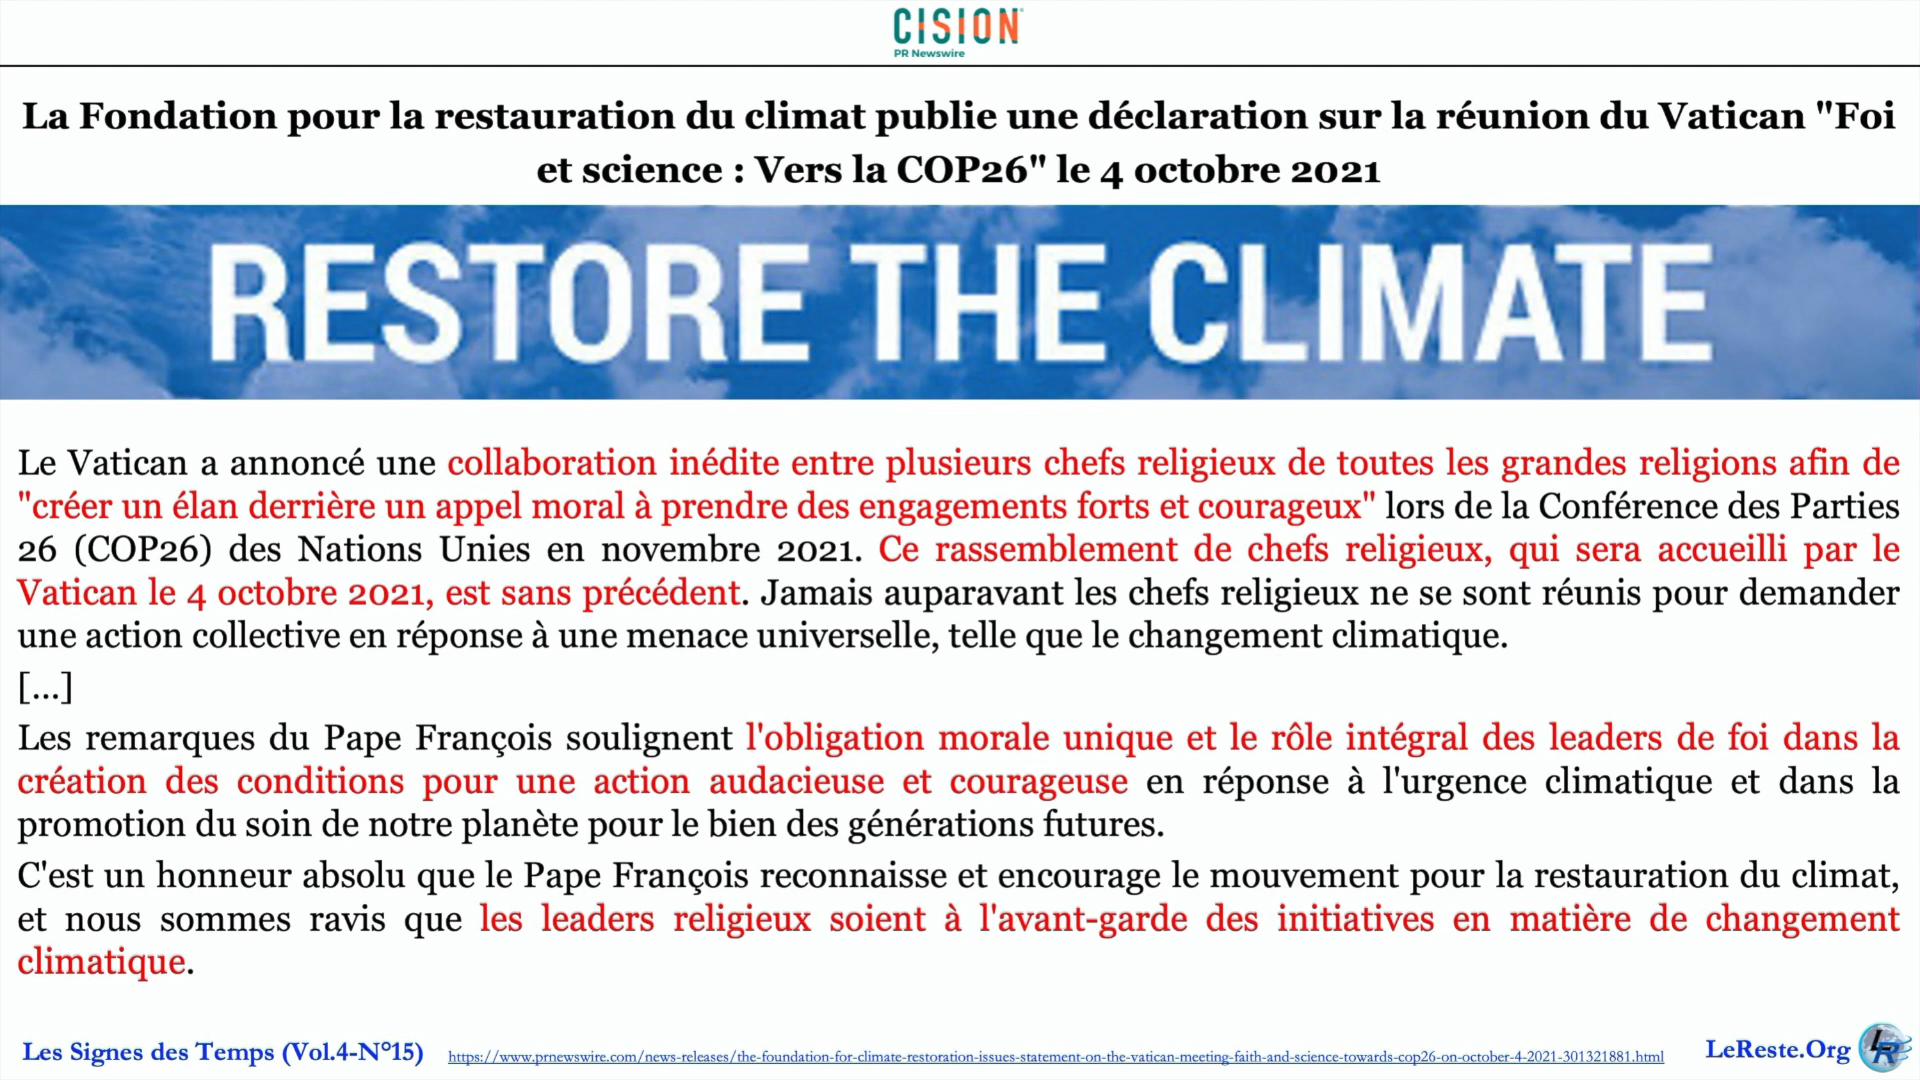 CISION
PR Newswire
La Fondation pour la restauration du climat publie une déclaration sur la réunion du Vatican "Foi
et science : Vers la COP26" le 4 octobre 2021
RESTORE THE CLIMATE
Le Vatican a annoncé une collaboration inédite entre plusieurs chefs religieux de toutes les grandes religions afin de
"créer un élan derrière un appel moral à prendre des engagements forts et courageux" lors de la Conférence des Parties
26 (COP26) des Nations Unies en novembre 2021. Ce rassemblement de chefs religieux, qui sera accueilli par le
Vatican le 4 octobre 2021, est sans précédent. Jamais auparavant les chefs religieux ne se sont réunis pour demander
une action collective en réponse à une menace universelle, telle que le changement climatique.
[...]
Les remarques du Pape François soulignent l'obligation morale unique et le rôle intégral des leaders de foi dans la
création des conditions pour une action audacieuse et courageuse en réponse à l'urgence climatique et dans la
promotion du soin de notre planète pour le bien des générations futures.
C'est un honneur absolu que le Pape François reconnaisse et encourage le mouvement pour la restauration du climat,
et nous sommes ravis que les leaders religieux soient à l'avant-garde des initiatives en matière de changement
climatique.
Les Signes des Temps (Vol.4-N°15) https://www.prnewswire.com/news-releases/the-foundation-for-climate-restoration-issues-statement-on-the-vatican-meeting-faith-and-science-towards-cop26-on-october-4-2021-301321881.html LeReste.Org LR